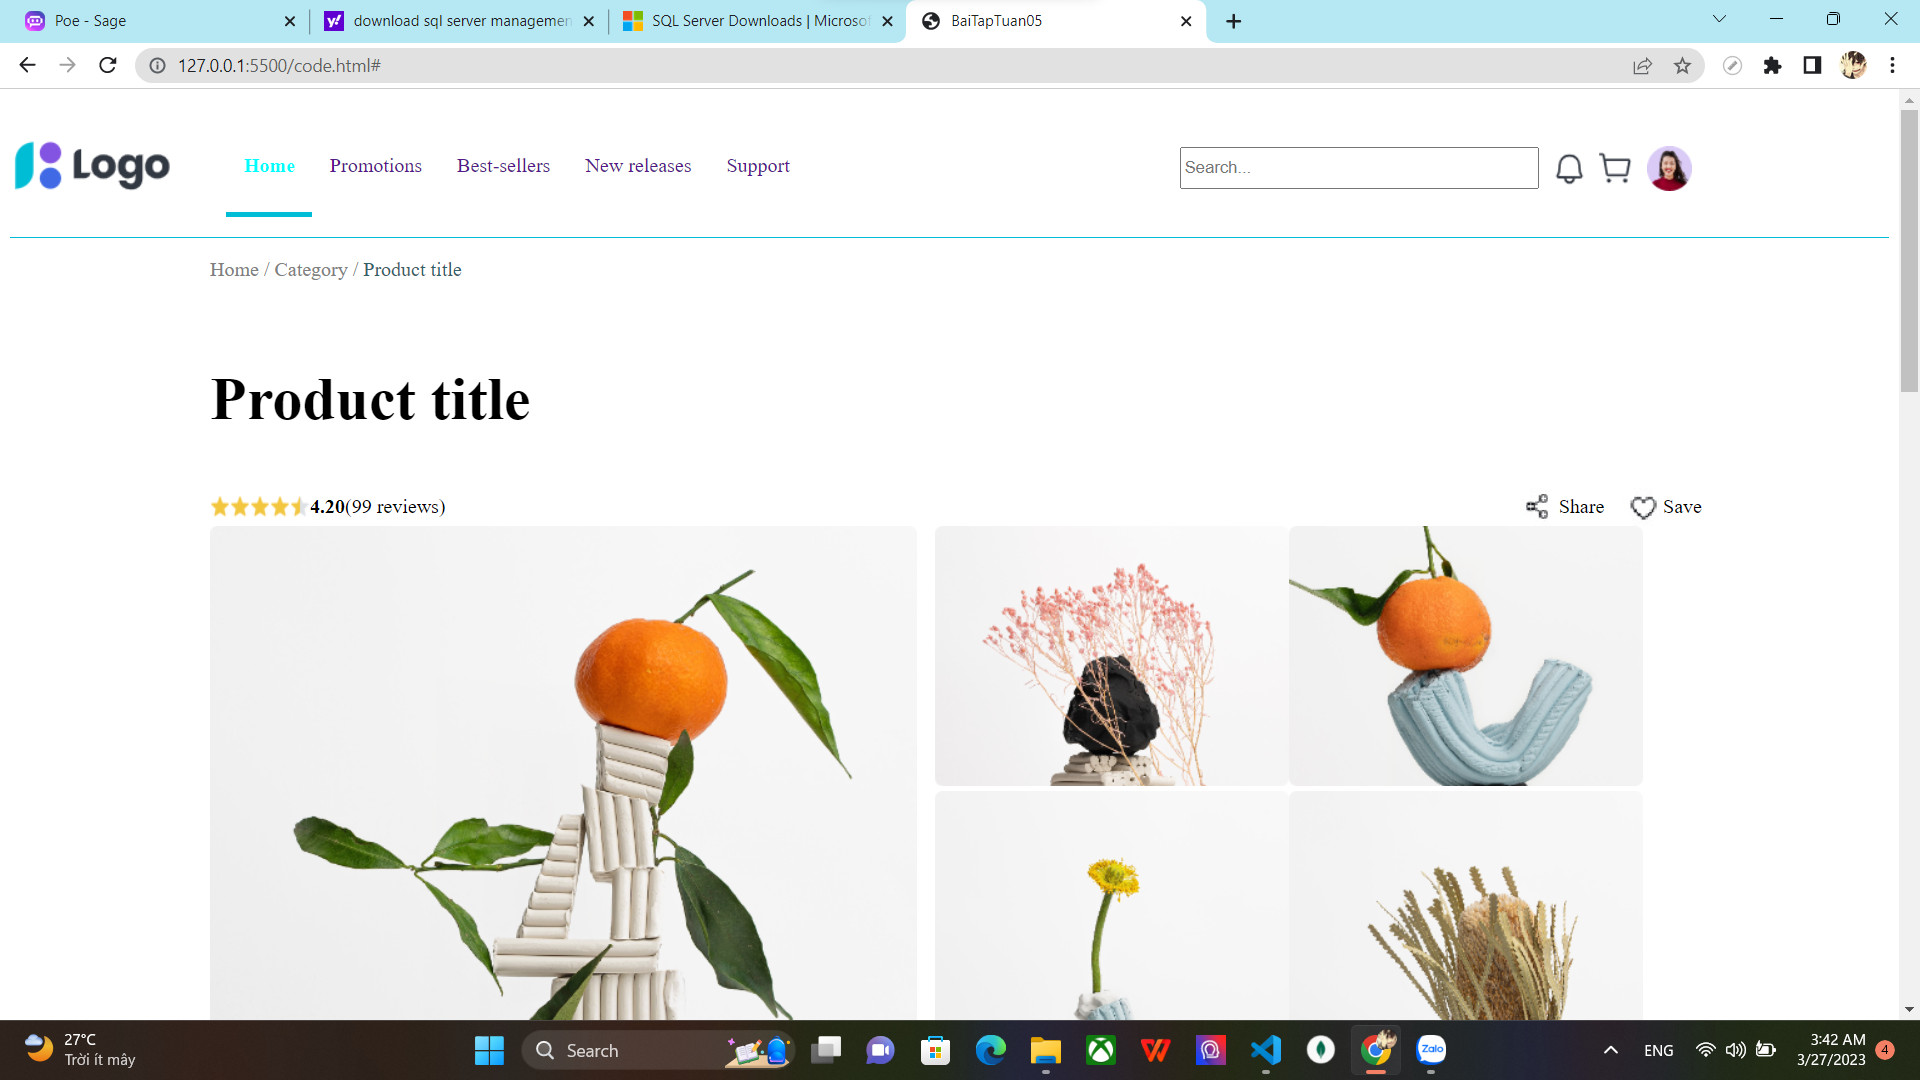 Poe - Sage
download sql server managemen
SQL Server Downloads | Microsof
BaiTapTuan05
127.0.0.1:5500/code.html#
Logo
Home
Promotions
Best-sellers
New releases
Support
Search...
Home / Category / Product title
Product title
4.20(99 reviews)
Share
Save
27°C
Trời ít mây
Search
Zalo
ENG
3:42 AM
3/27/2023
4